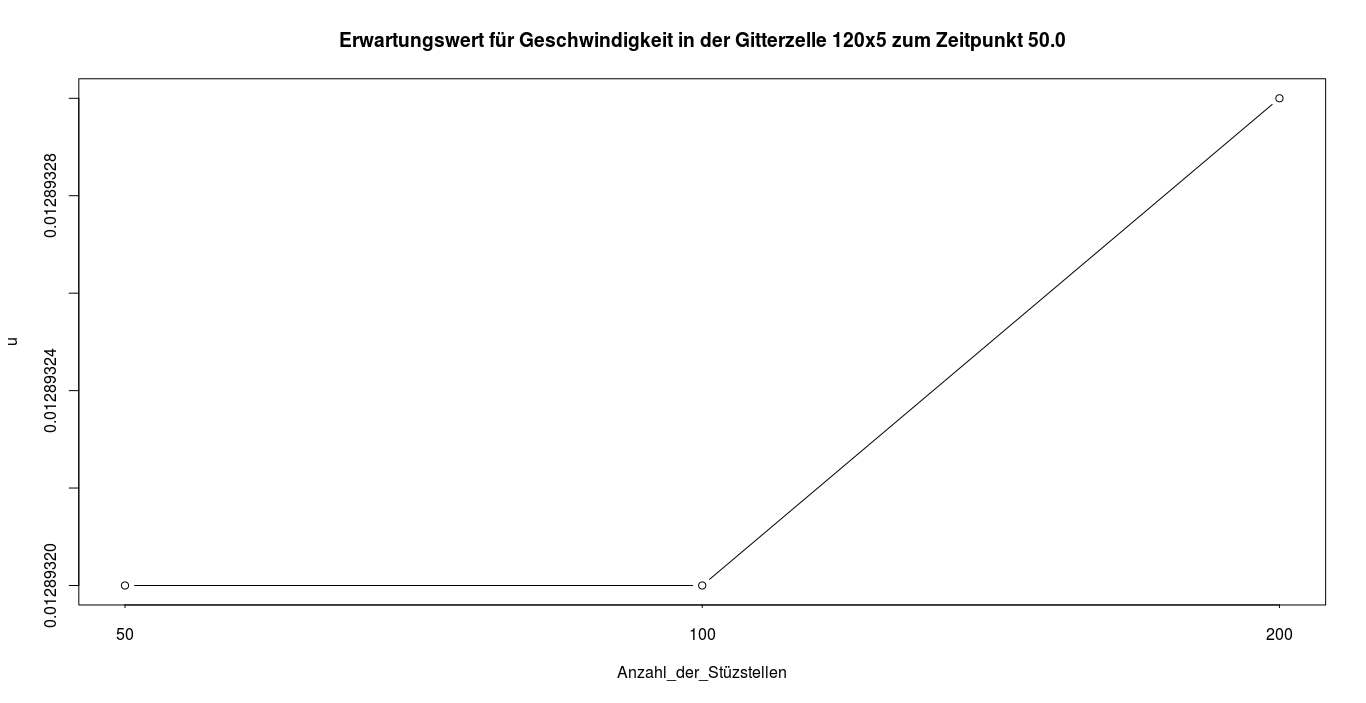 Erwartungswert für Geschwindigkeit in der Gitterzelle 120x5 zum Zeitpunkt 50.0
0.01289328
0.01289324
0.01289320
u
50 100 200
Anzahl_der_Stüzstellen